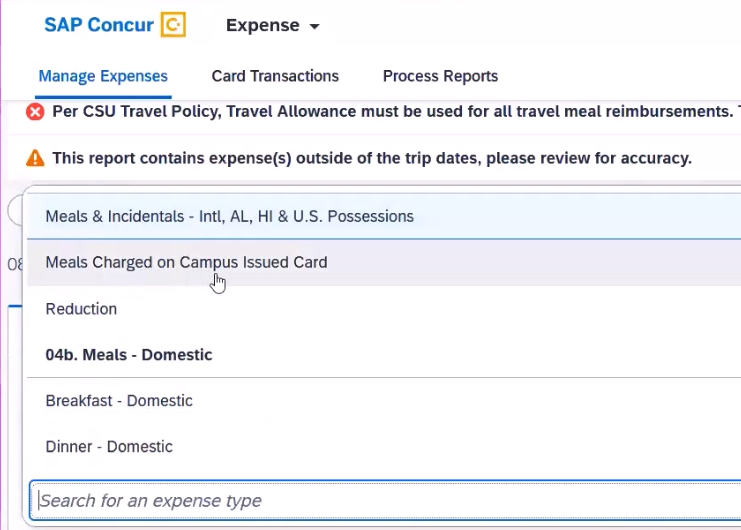 SAP Concur C Expense
Manage Expenses Card Transactions Process Reports
Per CSU Travel Policy, Travel Allowance must be used for all travel meal reimbursements.
This report contains expense(s) outside of the trip dates, please review for accuracy.
Meals & Incidentals - Intl, AL, HI & U.S. Possessions
08
Meals Charged on Campus Issued Card
Reduction
04b. Meals - Domestic
Breakfast - Domestic
Dinner - Domestic
Search for an expense type